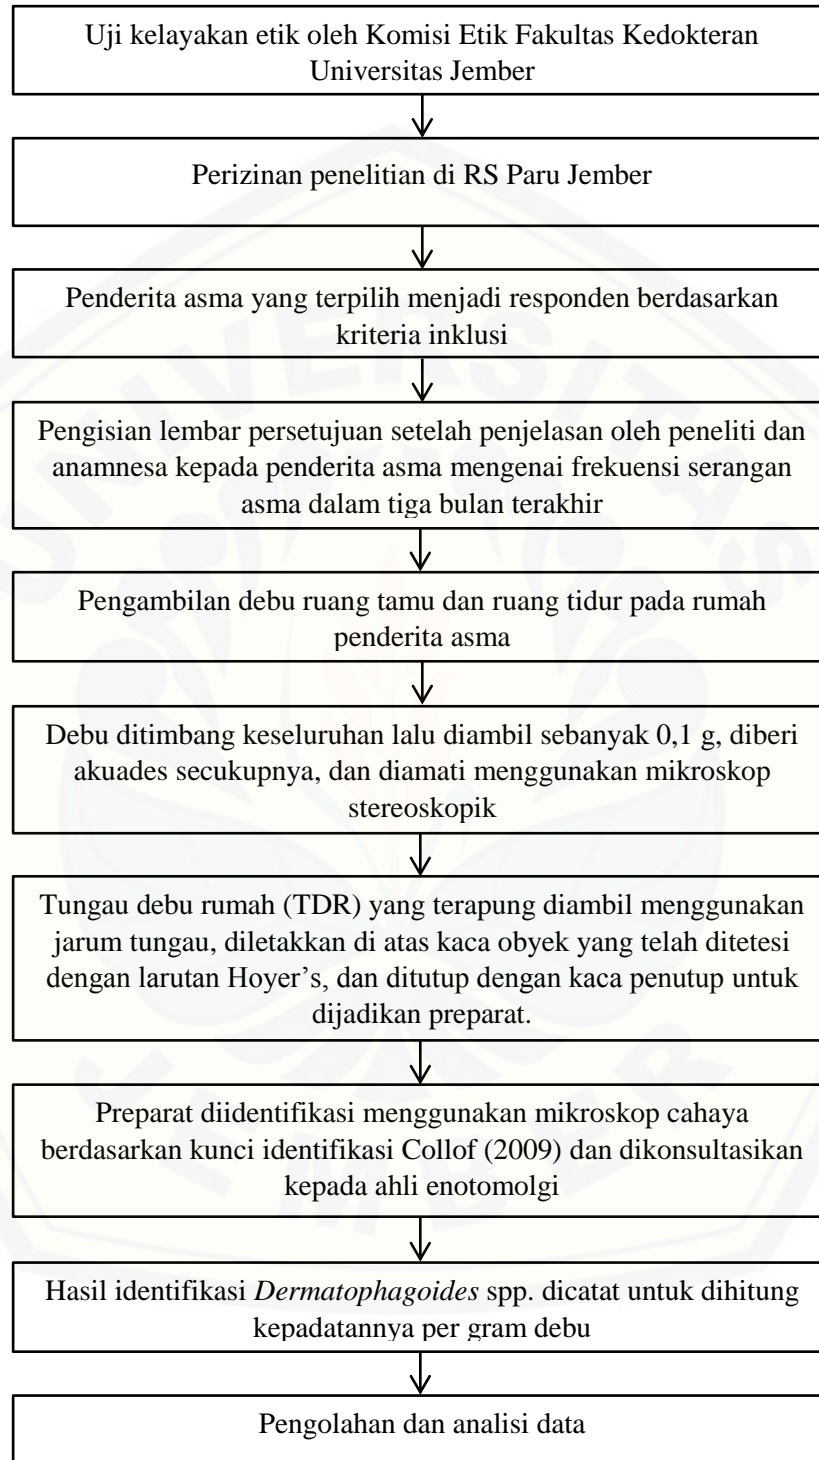 Uji kelayakan etik oleh Komisi Etik Fakultas Kedokteran
Universitas Jember
Perizinan penelitian di RS Paru Jember
Penderita asma yang terpilih menjadi responden berdasarkan
kriteria inklusi
Pengisian lembar persetujuan setelah penjelasan oleh peneliti dan
anamnesa kepada penderita asma mengenai frekuensi serangan
asma dalam tiga bulan terakhir
Pengambilan debu ruang tamu dan ruang tidur pada rumah
penderita asma
Debu ditimbang keseluruhan lalu diambil sebanyak 0,1 g, diberi
akuades secukupnya, dan diamati menggunakan mikroskop
stereoskopik
Tungau debu rumah (TDR) yang terapung diambil menggunakan
jarum tungau, diletakkan di atas kaca obyek yang telah ditetesi
dengan larutan Hoyer’s, dan ditutup dengan kaca penutup untuk
dijadikan preparat.
Preparat diidentifikasi menggunakan mikroskop cahaya
berdasarkan kunci identifikasi Collof (2009) dan dikonsultasikan
kepada ahli enotomolgi
Hasil identifikasi Dermatophagoides spp. dicatat untuk dihitung
kepadatannya per gram debu
Pengolahan dan analisi data
UNIVERSITAS
JEMBER